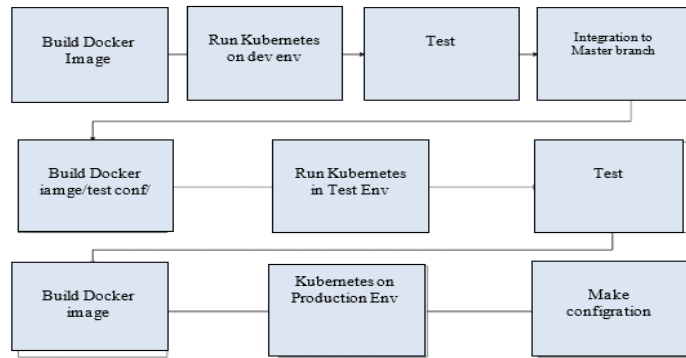 Build Docker
Image
Run Kubernetes
on dev env
Test
Integration to
Master branch
Build Docker
iamge/test conf/
Run Kubernetes
in Test Env
Test
Build Docker
image
Kubernetes on
Production Env
Make
configration